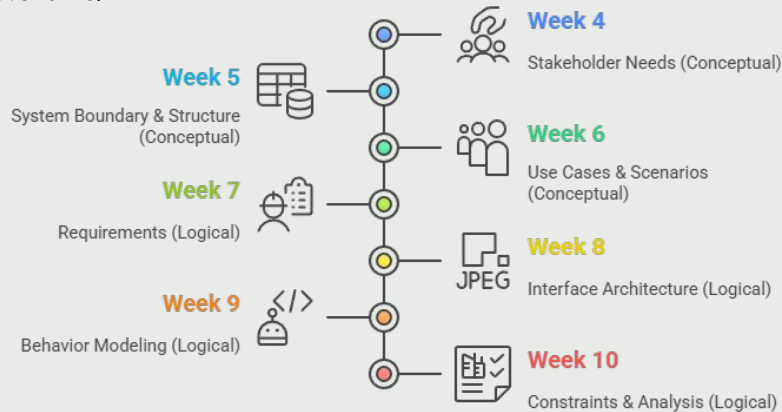 Week 4
Stakeholder Needs (Conceptual)
Week 5
System Boundary & Structure
(Conceptual)
Week 6
Use Cases & Scenarios
(Conceptual)
Week 7
Requirements (Logical)
Week 8
JPEG
Interface Architecture (Logical)
Week 9
</>
Behavior Modeling (Logical)
Week 10
Constraints & Analysis (Logical)